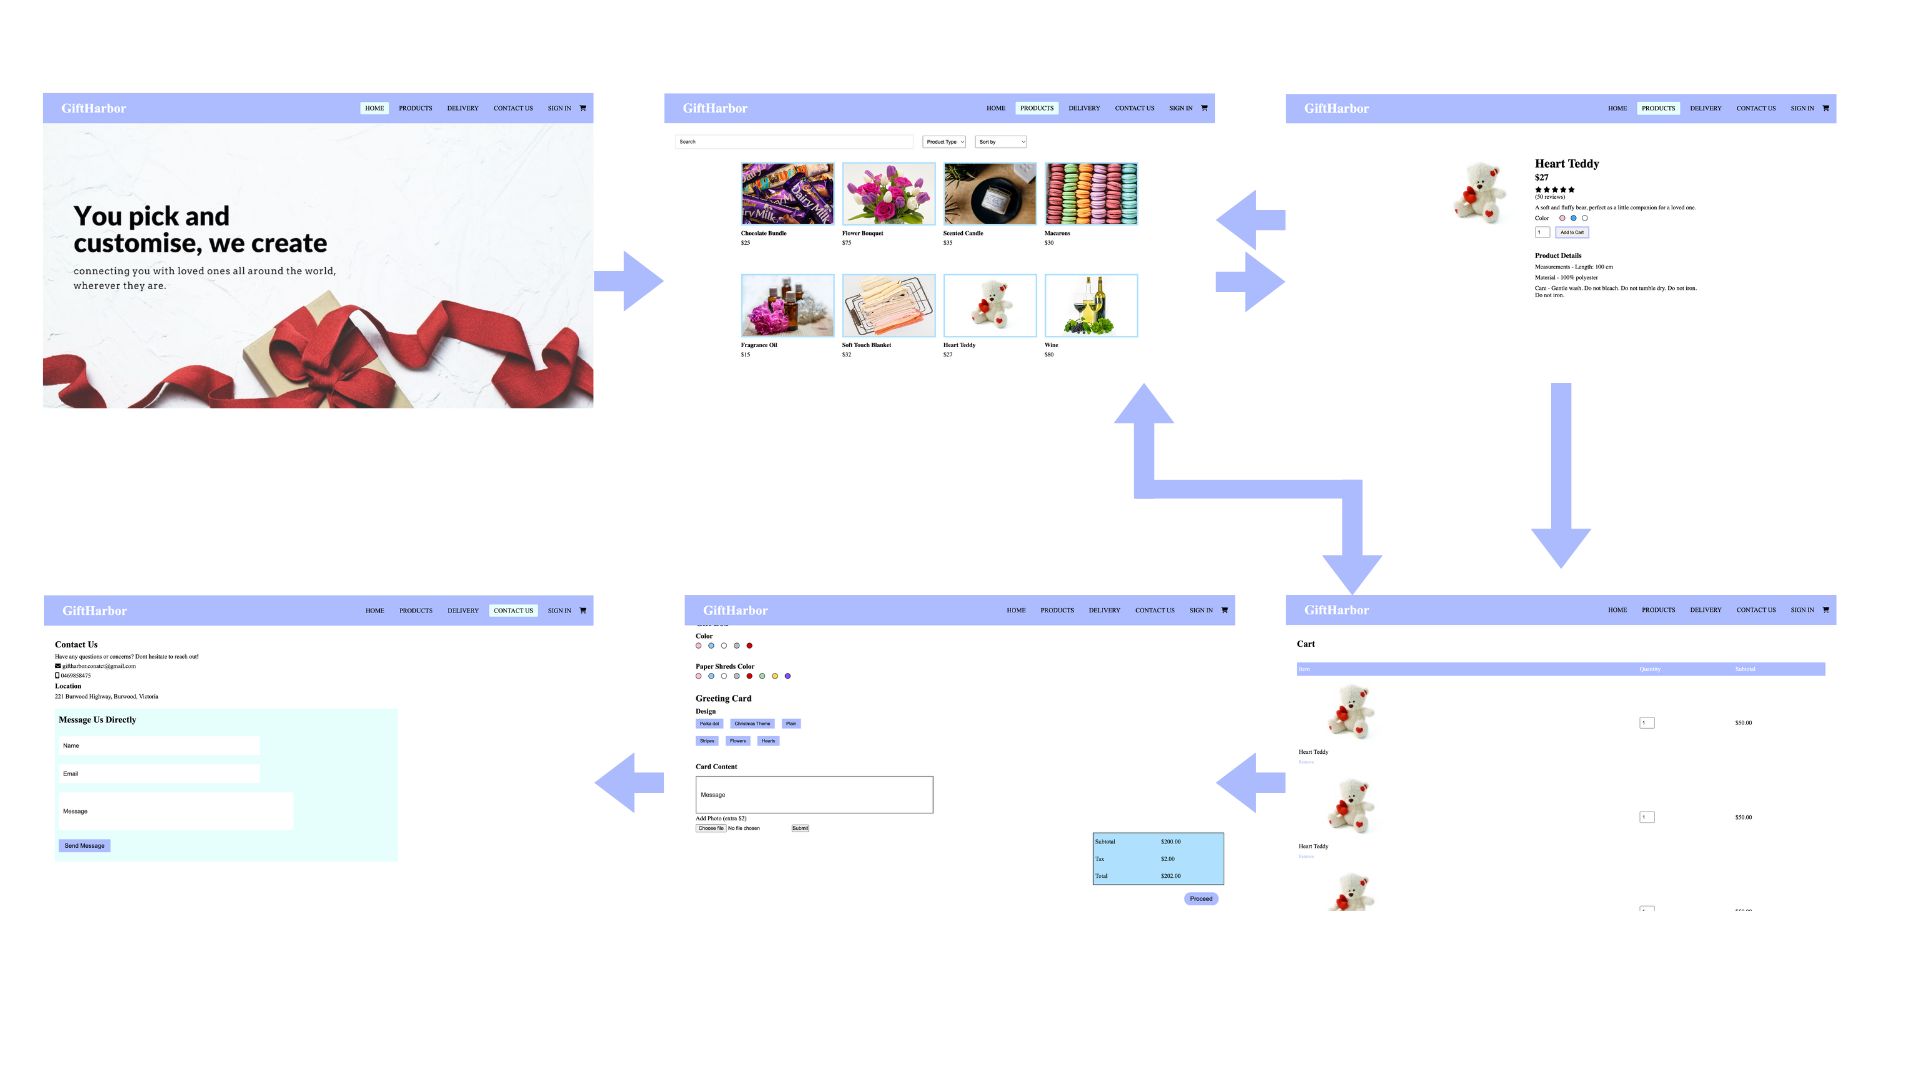 GiftHarbor
HOME PRODUCTS DELIVERY CONTACT US SIGN IN
You pick and
customise, we create
connecting you with loved ones all around the world,
wherever they are.
GiftHarbor
HOME PRODUCTS DELIVERY CONTACT US SIGN IN
Search Product Type Sort by
Chocolate Bundle Flower Bouquet Scented Candle Macarons
$25 $75 $35 $30
Fragrance Oil Soft Touch Blanket Heart Teddy Wine
$15 $32 $27 $80
GiftHarbor
HOME PRODUCTS DELIVERY CONTACT US SIGN IN
Heart Teddy
$27
(50 reviews)
A soft and fluffy bear, perfect as a little companion for a loved one.
Color
1 Add to Cart
Product Details
Measurements - Length: 100 cm
Material - 100% polyester
Care - Gentle wash. Do not bleach. Do not tumble dry. Do not iron.
Do not iron.
GiftHarbor
HOME PRODUCTS DELIVERY CONTACT US SIGN IN
Contact Us
Have any questions or concerns? Dont hesitate to reach out!
0469858475
Location
221 Burwood Highway, Burwood, Victoria
Message Us Directly
Name
Email
Message
Send Message
GiftHarbor
HOME PRODUCTS DELIVERY CONTACT US SIGN IN
Color
Paper Shreds Color
Greeting Card
Design
Polka dot Christmas Theme Plain
Stripes Flowers Hearts
Card Content
Message
Add Photo (extra $2)
Choose file No file chosen Submit
Subtotal $200.00
Tax $2.00
Total $202.00
Proceed
GiftHarbor
HOME PRODUCTS DELIVERY CONTACT US SIGN IN
Cart
Item Quantity Subtotal
1 $50.00
Heart Teddy
Remove
1 $50.00
Heart Teddy
Remove